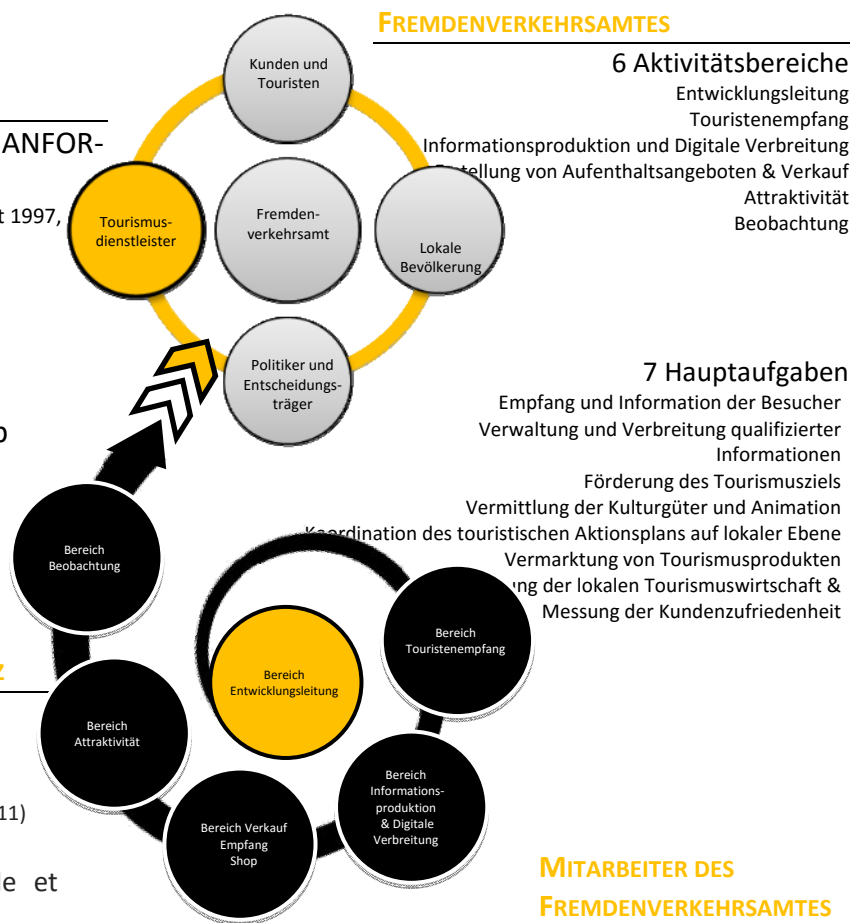 FREMDENVERKEHRSAMTES
6 Aktivitätsbereiche
Entwicklungsleitung
Touristenempfang
Informationsproduktion und Digitale Verbreitung
von Aufenthaltsangeboten & Verkauf
Attraktivität
Beobachtung
ANFOR-
1997,
Kunden und
Touristen
Tourismus-
dienstleister
Fremden-
verkehrsamt
Lokale
Bevölkerung
Politiker und
Entscheidungs-
träger
7 Hauptaufgaben
Empfang und Information der Besucher
Verwaltung und Verbreitung qualifizierter
Informationen
Förderung des Tourismusziels
Vermittlung der Kulturgüter und Animation
Koordination des touristischen Aktionsplans auf lokaler Ebene
Vermarktung von Tourismusprodukten
der lokalen Tourismuswirtschaft &
Messung der Kundenzufriedenheit
Bereich
Beobachtung
Bereich
Touristenempfang
Bereich
Entwicklungsleitung
Bereich
Attraktivität
Bereich
Informations-
produktion
& Digitale
Verbreitung
Bereich Verkauf
Empfang
Shop
11)
et
MITARBEITER DES
FREMDENVERKEHRSAMTES